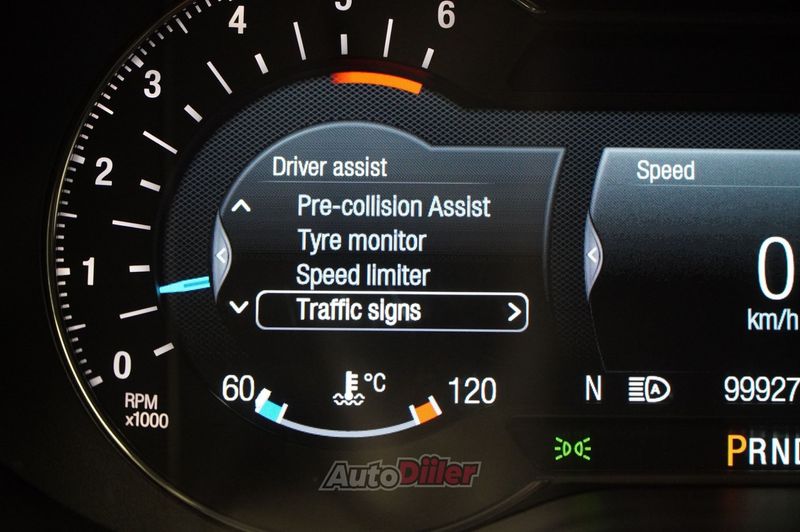 4
5
6
3
2
1
0
RPM
x1000
Driver assist
Pre-collision Assist
Tyre monitor
Speed limiter
Traffic signs
Speed
0
km/h
60
°C
120
N
A
99927
PRND
AutoDiller